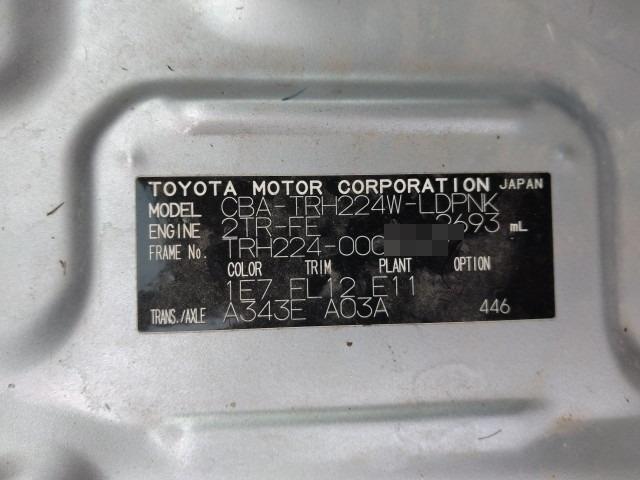 TOYOTA MOTOR CORPORATION JAPAN
MODEL CBA-TRH224W-LDPNK
ENGINE 2TR-FE 2693 mL
FRAME No. TRH224-000
COLOR TRIM PLANT OPTION
1E7 FL12 E11
TRANS./AXLE A343E A03A 446